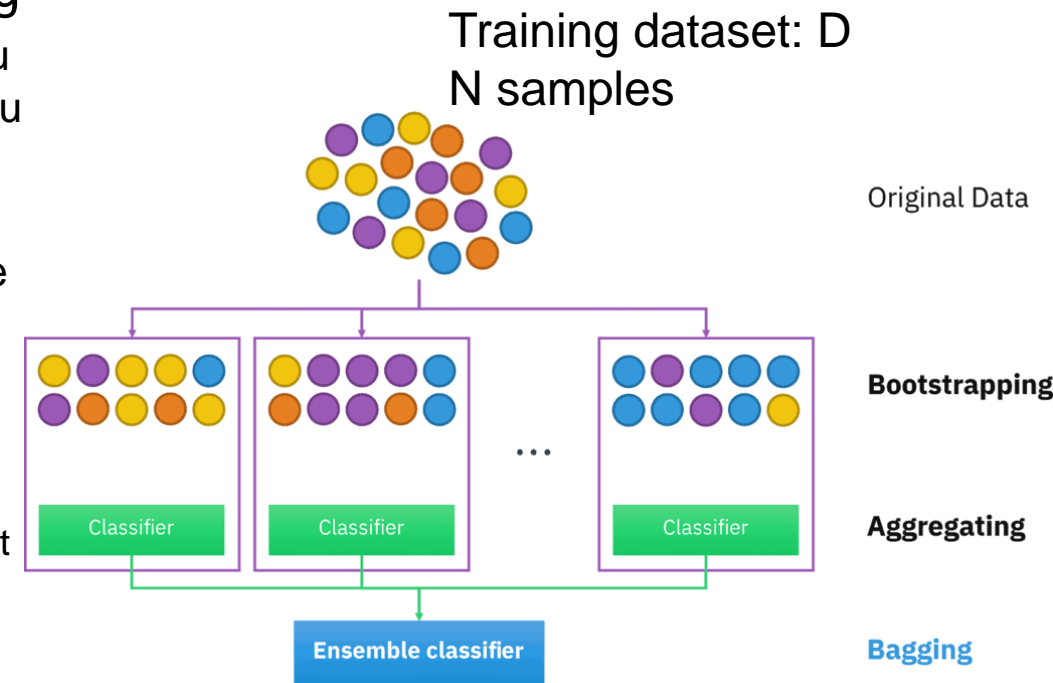 g
u
u
e
t
Training dataset: D
N samples
Original Data
Bootstrapping
...
Classifier
Classifier
Classifier
Aggregating
Ensemble classifier
Bagging